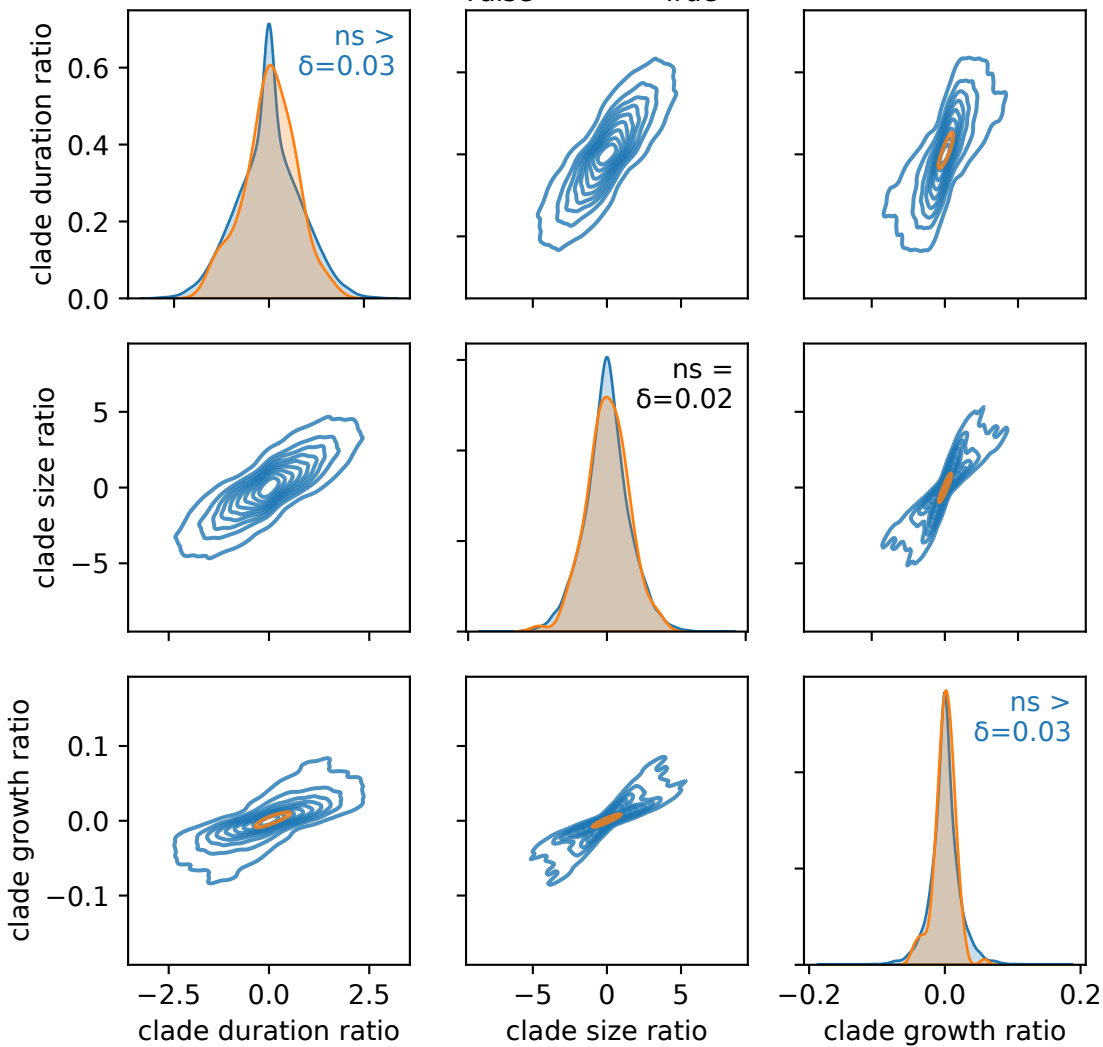 clade duration ratio
0.6
0.4
0.2
0.0
ns >
δ=0.03
clade size ratio
5
0
−5
ns =
δ=0.02
clade growth ratio
0.1
0.0
−0.1
ns >
δ=0.03
−2.5 0.0 2.5
−5 0 5
−0.2 0.0 0.2
clade duration ratio
clade size ratio
clade growth ratio